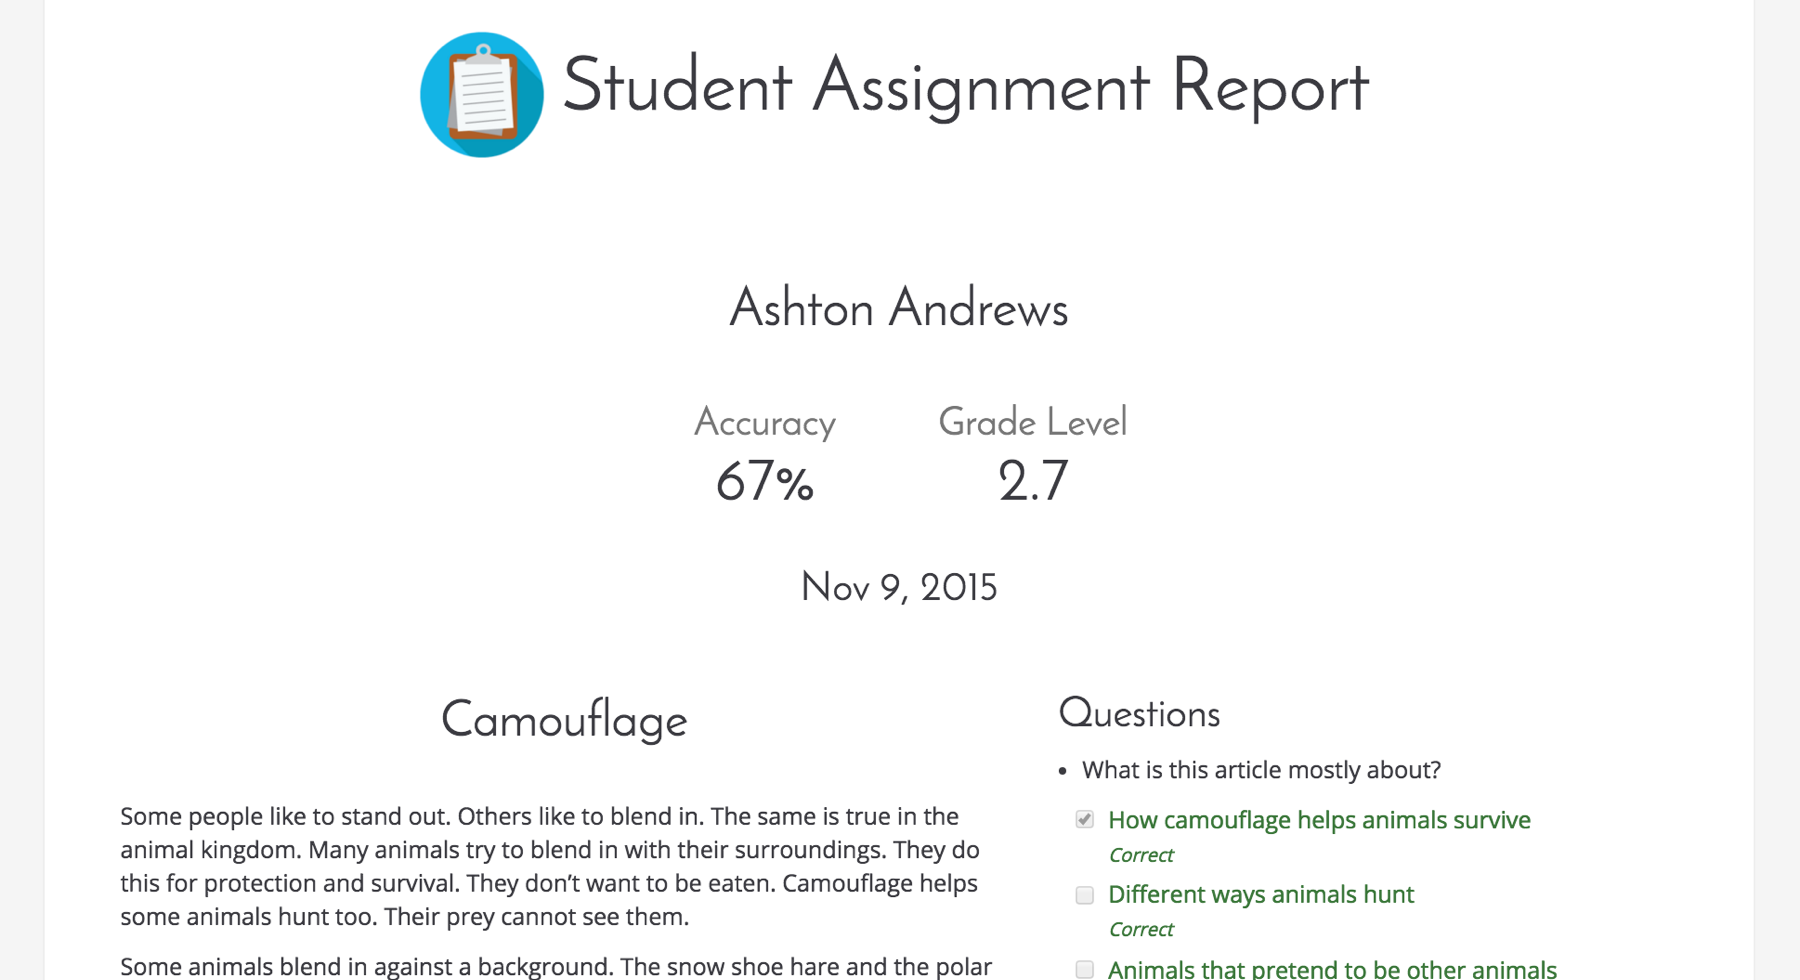 Student Assignment Report
Ashton Andrews
Accuracy
67%
Grade Level
2.7
Nov 9, 2015
Camouflage
Some people like to stand out. Others like to blend in. The same is true in the
animal kingdom. Many animals try to blend in with their surroundings. They do
this for protection and survival. They don’t want to be eaten. Camouflage helps
some animals hunt too. Their prey cannot see them.
Some animals blend in against a background. The snow shoe hare and the polar
Questions
• What is this article mostly about?
How camouflage helps animals survive
Correct
Different ways animals hunt
Correct
Animals that pretend to be other animals